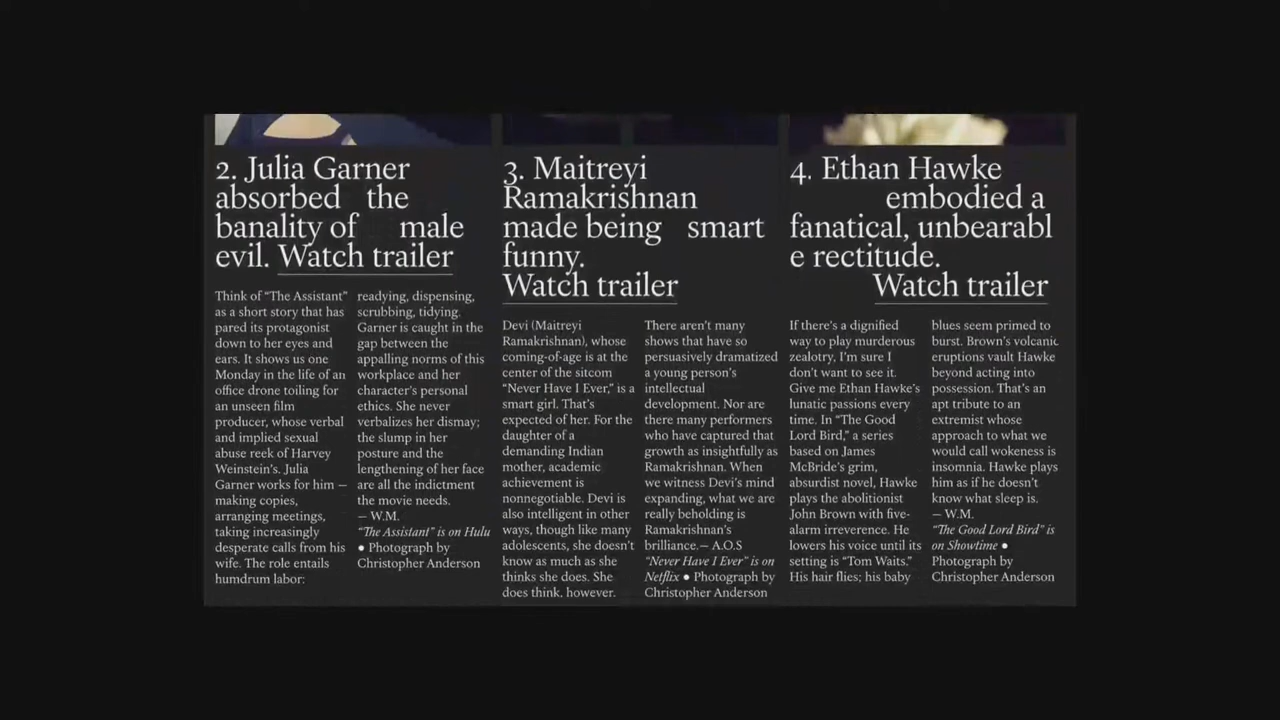 2. Julia Garner
absorbed the
banality of male
evil. Watch trailer
Think of “The Assistant”
as a short story that has
pared its protagonist
down to her eyes and
ears. It shows us one
Monday in the life of an
office drone toiling for
an unseen film
producer, whose verbal
and implied sexual
abuse reek of Harvey
Weinstein’s. Julia
Garner works for him —
making copies,
arranging meetings,
taking increasingly
desperate calls from his
wife. The role entails
humdrum labor:
readying, dispensing,
scrubbing, tidying.
Garner is caught in the
gap between the
appalling norms of this
workplace and her
character’s personal
ethics. She never
verbalizes her dismay;
the slump in her
posture and the
lengthening of her face
are all the indictment
the movie needs.
— W.M.
“The Assistant” is on Hulu
● Photograph by
Christopher Anderson
3. Maitreyi
Ramakrishnan
made being smart
funny.
Watch trailer
Devi (Maitreyi
Ramakrishnan), whose
coming-of-age is at the
center of the sitcom
“Never Have I Ever,” is a
smart girl. That’s
expected of her. For the
daughter of a
demanding Indian
mother, academic
achievement is
nonnegotiable. Devi is
also intelligent in other
ways, though like many
adolescents, she doesn’t
know as much as she
thinks she does. She
does think, however.
There aren’t many
shows that have so
persuasively dramatized
a young person’s
intellectual
development. Nor are
there many performers
who have captured that
growth as insightfully as
Ramakrishnan. When
we witness Devi’s mind
expanding, what we are
really beholding is
Ramakrishnan’s
brilliance.— A.O.S
“Never Have I Ever” is on
Netflix ● Photograph by
Christopher Anderson
4. Ethan Hawke
embodied a
fanatical, unbearabl
e rectitude.
Watch trailer
If there’s a dignified
way to play murderous
zealotry, I’m sure I
don’t want to see it.
Give me Ethan Hawke’s
lunatic passions every
time. In “The Good
Lord Bird,” a series
based on James
McBride’s grim,
absurdist novel, Hawke
plays the abolitionist
John Brown with five-
alarm irreverence. He
lowers his voice until its
setting is “Tom Waits.”
His hair flies; his baby
blues seem primed to
burst. Brown’s volcanic
eruptions vault Hawke
beyond acting into
possession. That’s an
apt tribute to an
extremist whose
approach to what we
would call wokeness is
insomnia. Hawke plays
him as if he doesn’t
know what sleep is.
— W.M.
“The Good Lord Bird” is
on Showtime ●
Photograph by
Christopher Anderson